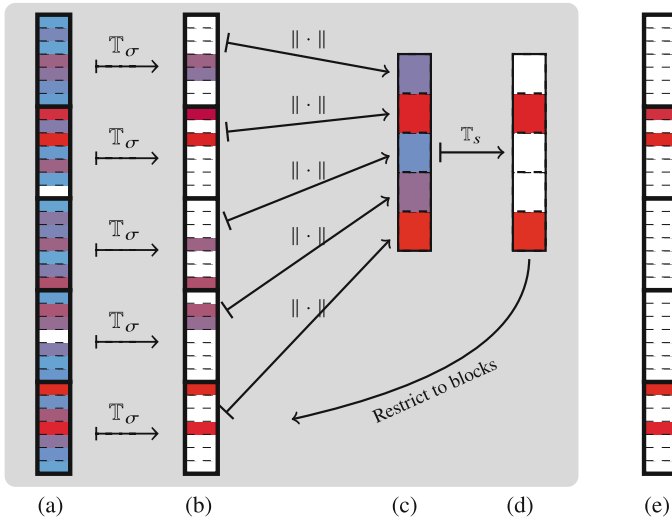 𝕋σ
‖ · ‖
𝕋σ
‖ · ‖
𝕋s
‖ · ‖
𝕋σ
‖ · ‖
𝕋σ
‖ · ‖
𝕋σ
Restrict to blocks
(a) (b) (c) (d) (e)